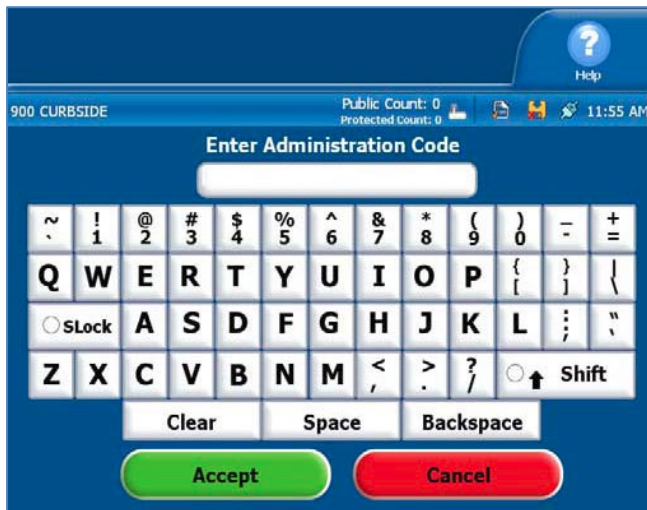 Help
900 CURBSIDE Public Count: 0 11:55 AM
Protected Count: 0
Enter Administration Code
~ ! @ # $ % ^ & * ( ) _ +
` 1 2 3 4 5 6 7 8 9 0 - =
Q W E R T Y U I O P { } |
[ ] \
SLock A S D F G H J K L : "
; '
Z X C V B N M < > ? Shift
, . /
Clear Space Backspace
Accept Cancel